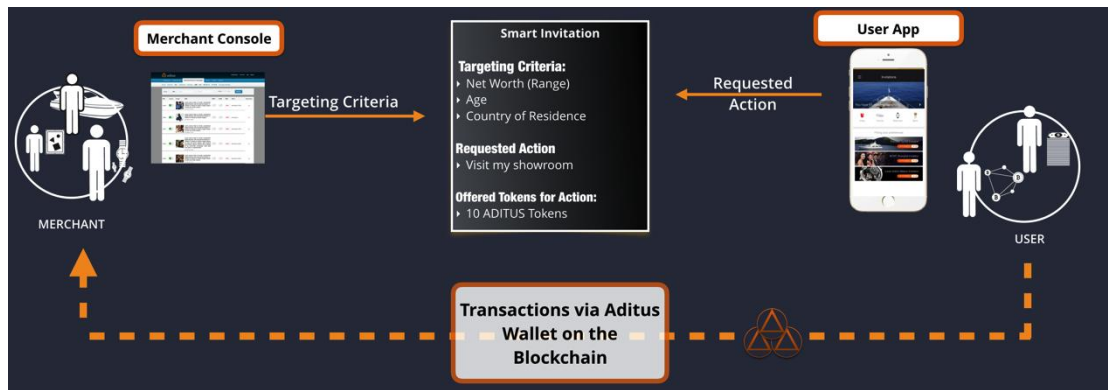 Merchant Console
Smart Invitation
User App
Targeting Criteria:
Net Worth (Range)
Age
Country of Residence
Targeting Criteria
Requested
Action
Requested Action
Visit my showroom
Offered Tokens for Action:
10 ADITUS Tokens
MERCHANT
USER
Transactions via Aditus
Wallet on the
Blockchain